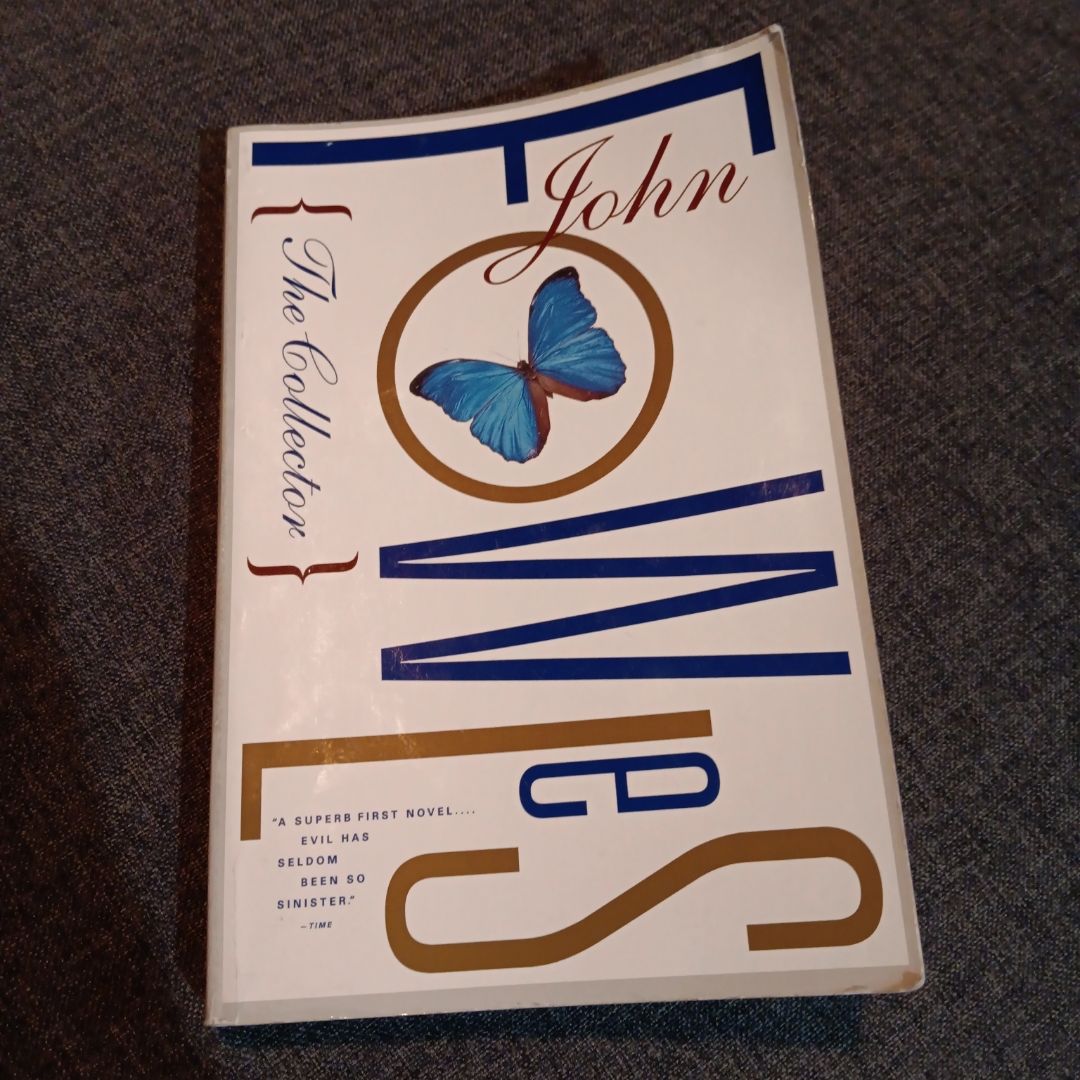 John
FOWleS
{ The Collector }
"A SUPERB FIRST NOVEL....
EVIL HAS
SELDOM
BEEN SO
SINISTER."
—TIME